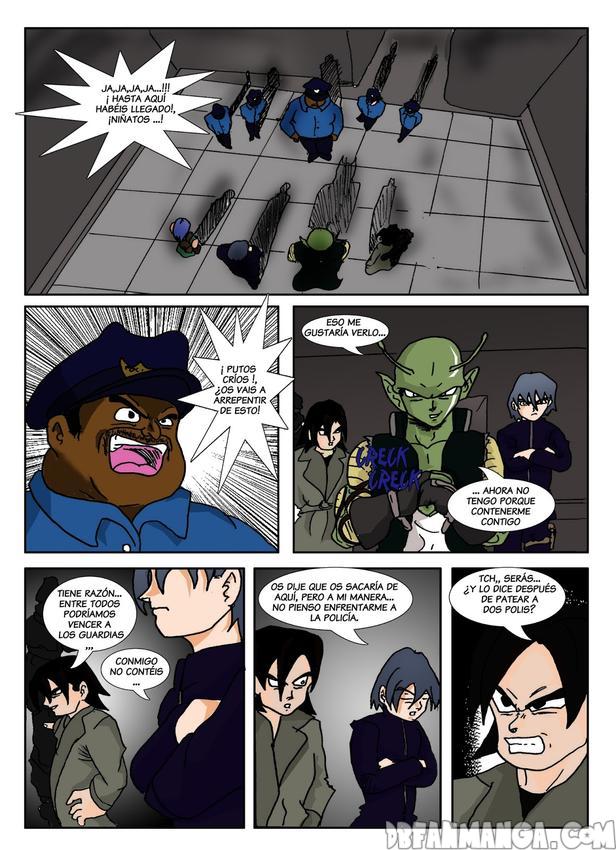 JA,JA,JA,JA...!!!
¡ HASTA AQUÍ
HABÉIS LLEGADO!,
¡NIÑATOS ...!
¡ PUTOS
CRÍOS !,
¿OS VAIS A
ARREPENTIR
DE ESTO!
ESO ME
GUSTARÍA VERLO...
CRECK
CRECK
... AHORA NO
TENGO PORQUE
CONTENERME
CONTIGO
TIENE RAZÓN...
ENTRE TODOS
PODRÍAMOS
VENCER A
LOS GUARDIAS
,,,
CONMIGO
NO CONTÉIS
...
OS DIJE QUE OS SACARÍA DE
AQUÍ, PERO A MI MANERA...
NO PIENSO ENFRENTARME A
LA POLICÍA.
TCH,, SERÁS...
¿Y LO DICE DESPUÉS
DE PATEAR A
DOS POLIS?
DBFANMANGA.COM